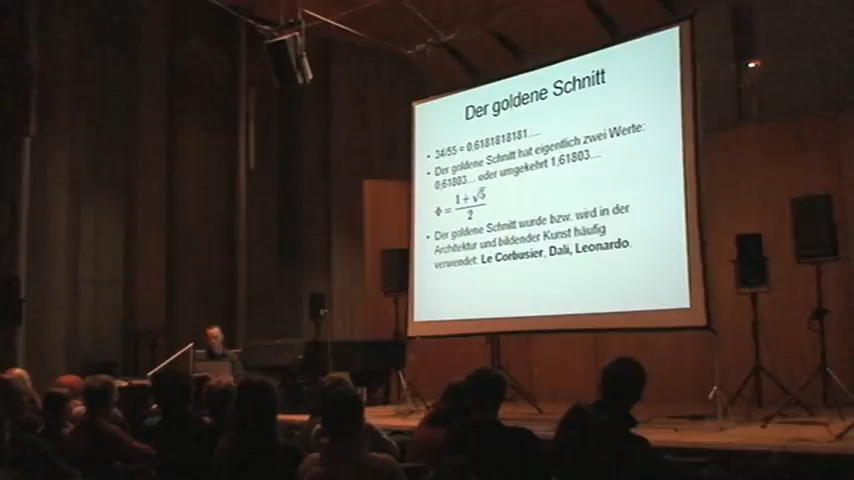 Der goldene Schnitt
• 34/55 = 0,6181818181....
• Der goldene Schnitt hat eigentlich zwei Werte:
0,61803... oder umgekehrt 1,61803...
Φ = (1 + √5) / 2
• Der goldene Schnitt wurde bzw. wird in der
Architektur und bildender Kunst häufig
verwendet: Le Corbusier, Dali, Leonardo.